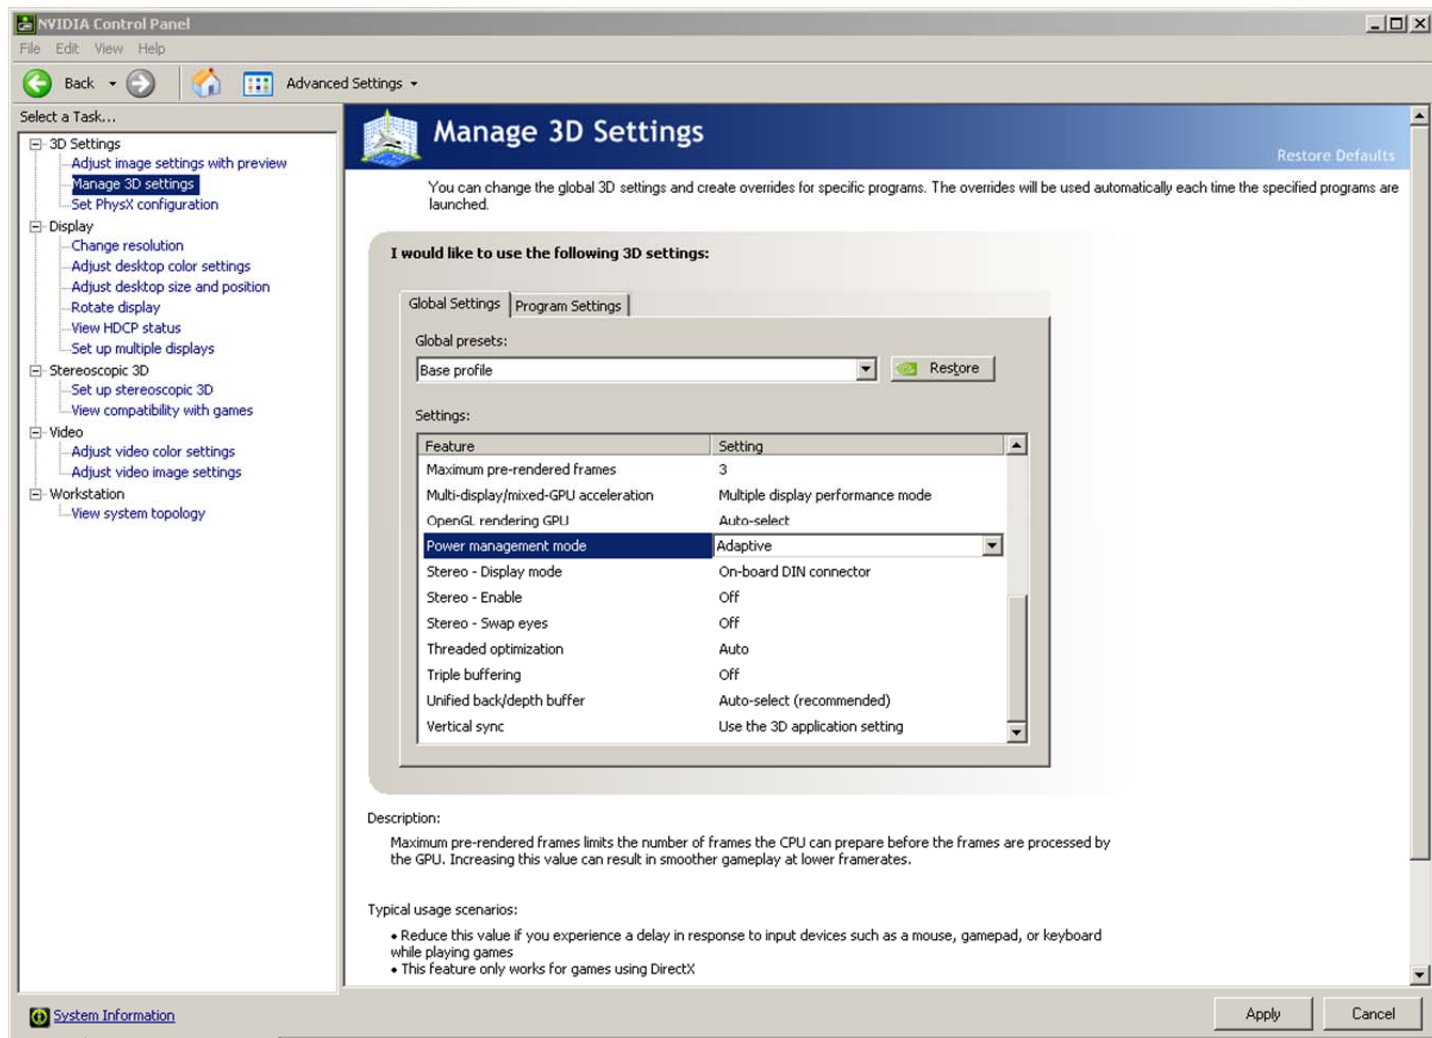 NVIDIA Control Panel
File Edit View Help
Back Advanced Settings
Select a Task...
3D Settings
Adjust image settings with preview
Manage 3D settings
Set PhysX configuration
Display
Change resolution
Adjust desktop color settings
Adjust desktop size and position
Rotate display
View HDCP status
Set up multiple displays
Stereoscopic 3D
Set up stereoscopic 3D
View compatibility with games
Video
Adjust video color settings
Adjust video image settings
Workstation
View system topology
Manage 3D Settings
Restore Defaults
You can change the global 3D settings and create overrides for specific programs. The overrides will be used automatically each time the specified programs are
launched.
I would like to use the following 3D settings:
Global Settings Program Settings
Global presets:
Base profile Restore
Settings:
Feature Setting
Maximum pre-rendered frames 3
Multi-display/mixed-GPU acceleration Multiple display performance mode
OpenGL rendering GPU Auto-select
Power management mode Adaptive
Stereo - Display mode On-board DIN connector
Stereo - Enable Off
Stereo - Swap eyes Off
Threaded optimization Auto
Triple buffering Off
Unified back/depth buffer Auto-select (recommended)
Vertical sync Use the 3D application setting
Description:
Maximum pre-rendered frames limits the number of frames the CPU can prepare before the frames are processed by
the GPU. Increasing this value can result in smoother gameplay at lower framerates.
Typical usage scenarios:
• Reduce this value if you experience a delay in response to input devices such as a mouse, gamepad, or keyboard
while playing games
• This feature only works for games using DirectX
System Information
Apply Cancel